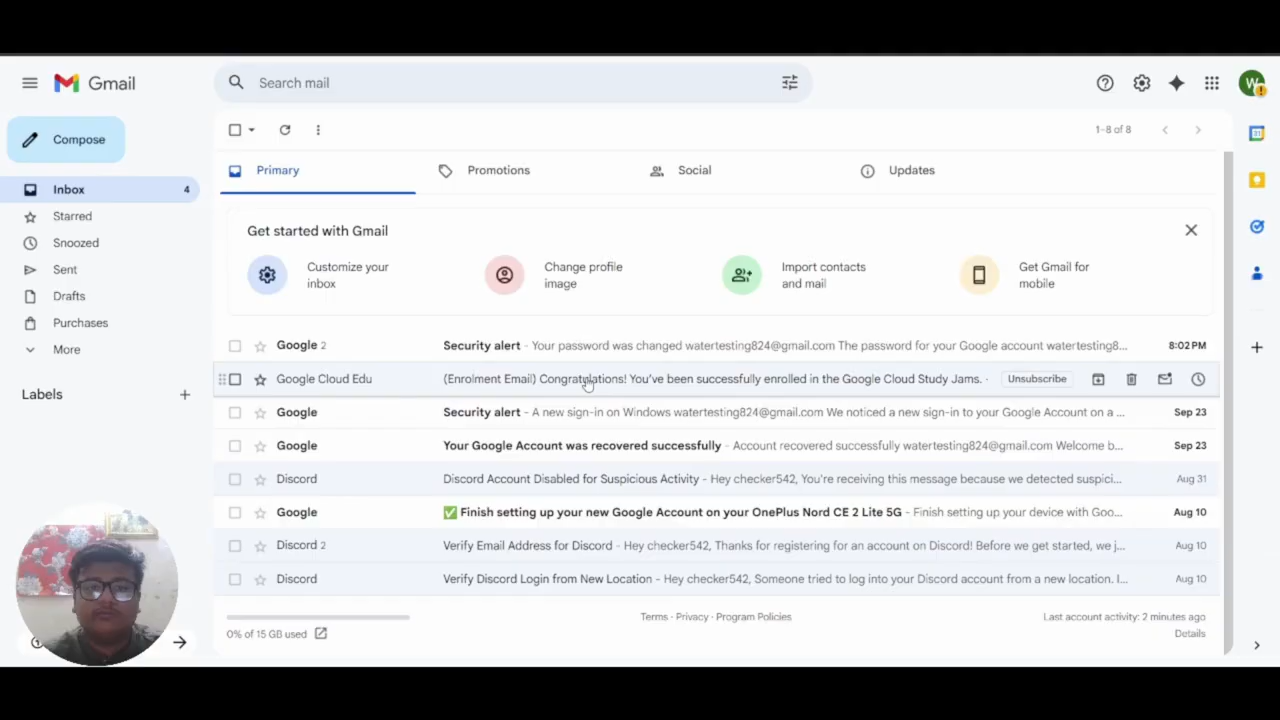 Gmail
Search mail
W
Compose
1-8 of 8
Primary
Promotions
Social
Updates
Inbox 4
Starred
Snoozed
Sent
Drafts
Purchases
More
Labels
Get started with Gmail
Customize your inbox
Change profile image
Import contacts and mail
Get Gmail for mobile
Google 2 Security alert - Your password was changed watertesting824@gmail.com The password for your Google account watertesting8... 8:02 PM
Google Cloud Edu (Enrolment Email) Congratulations! You've been successfully enrolled in the Google Cloud Study Jams. - Unsubscribe
Google Security alert - A new sign-in on Windows watertesting824@gmail.com We noticed a new sign-in to your Google Account on a ... Sep 23
Google Your Google Account was recovered successfully - Account recovered successfully watertesting824@gmail.com Welcome b... Sep 23
Discord Discord Account Disabled for Suspicious Activity - Hey checker542, You're receiving this message because we detected suspici... Aug 31
Google ✅ Finish setting up your new Google Account on your OnePlus Nord CE 2 Lite 5G - Finish setting up your device with Goo... Aug 10
Discord 2 Verify Email Address for Discord - Hey checker542, Thanks for registering for an account on Discord! Before we get started, we j... Aug 10
Discord Verify Discord Login from New Location - Hey checker542, Someone tried to log into your Discord account from a new location. I... Aug 10
0% of 15 GB used
Terms · Privacy · Program Policies
Last account activity: 2 minutes ago
Details